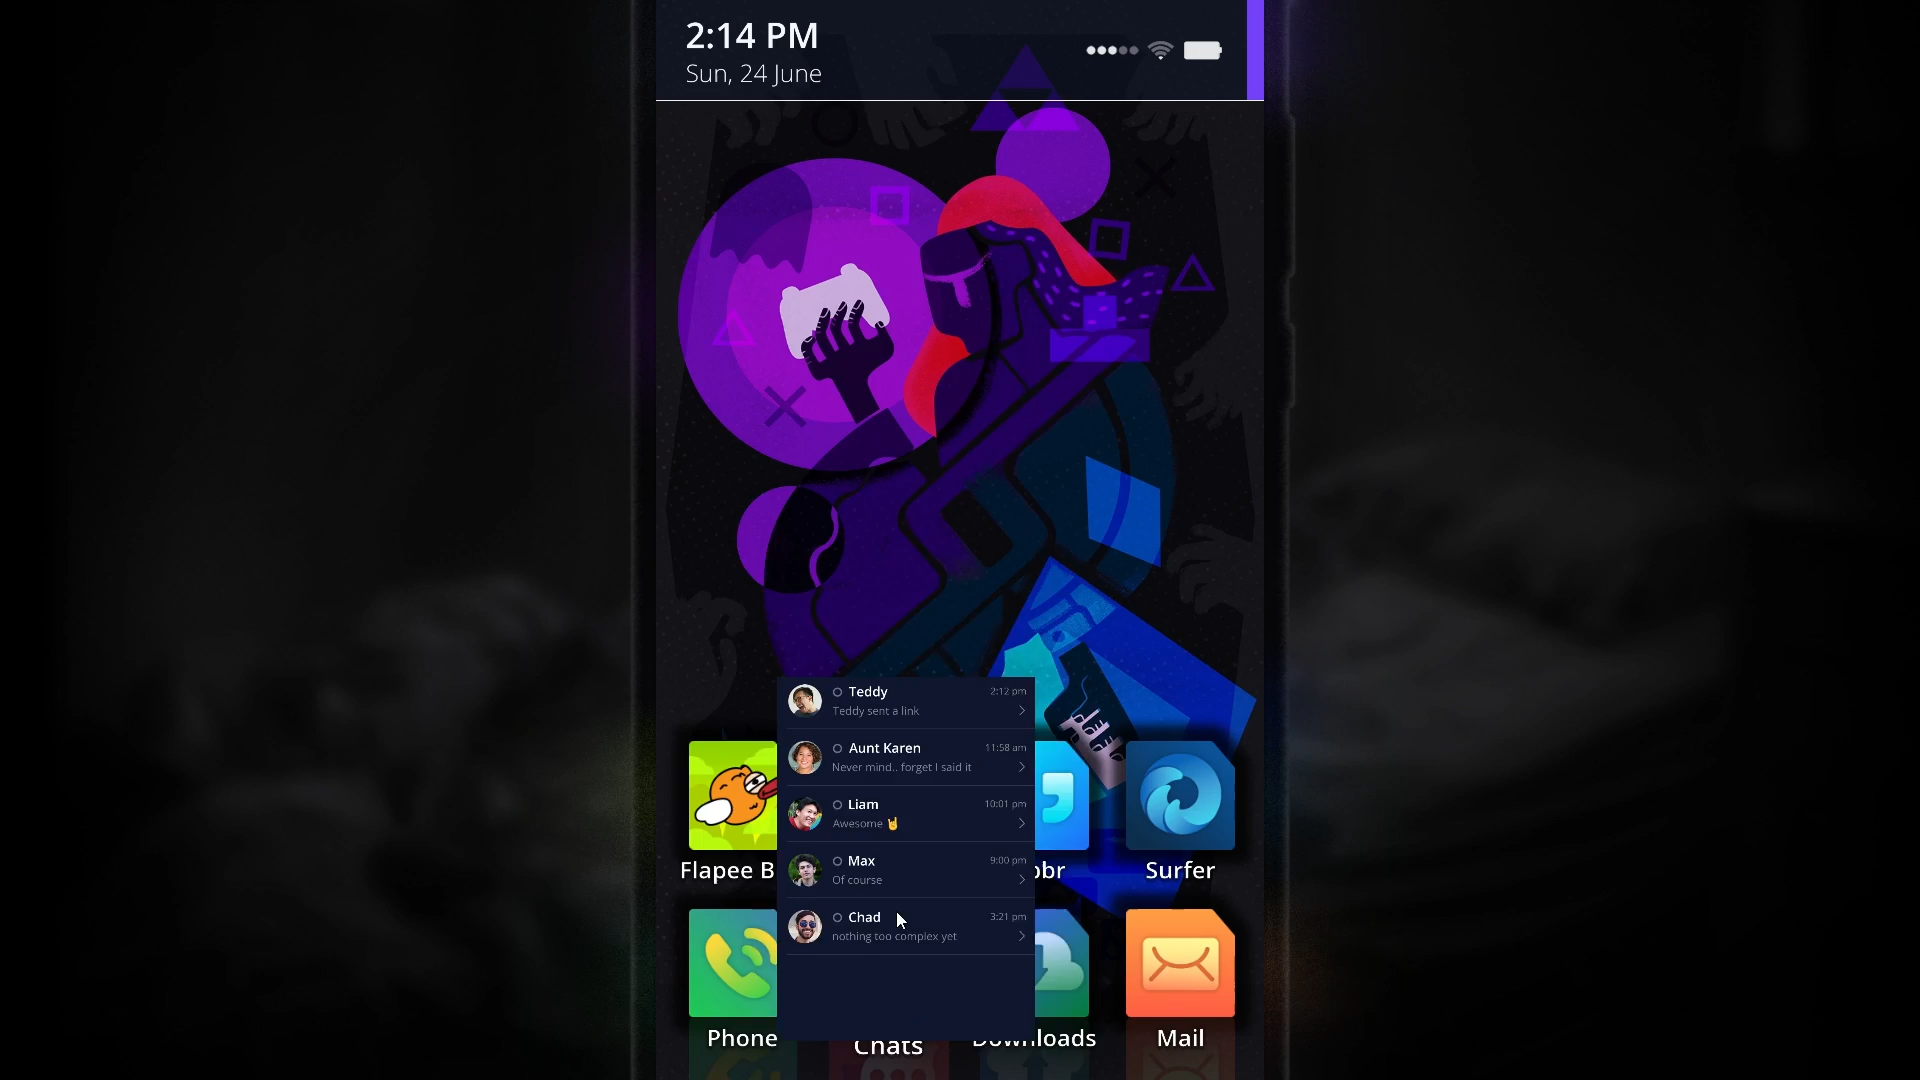 2:14 PM
Sun, 24 June
Teddy 2:12 pm
Teddy sent a link
Aunt Karen 11:58 am
Never mind.. forget I said it
Liam 10:01 pm
Awesome 🤘
Max 9:00 pm
Of course
Chad 3:21 pm
nothing too complex yet
Flapee B
br
Surfer
Phone
Chats
Downloads
Mail